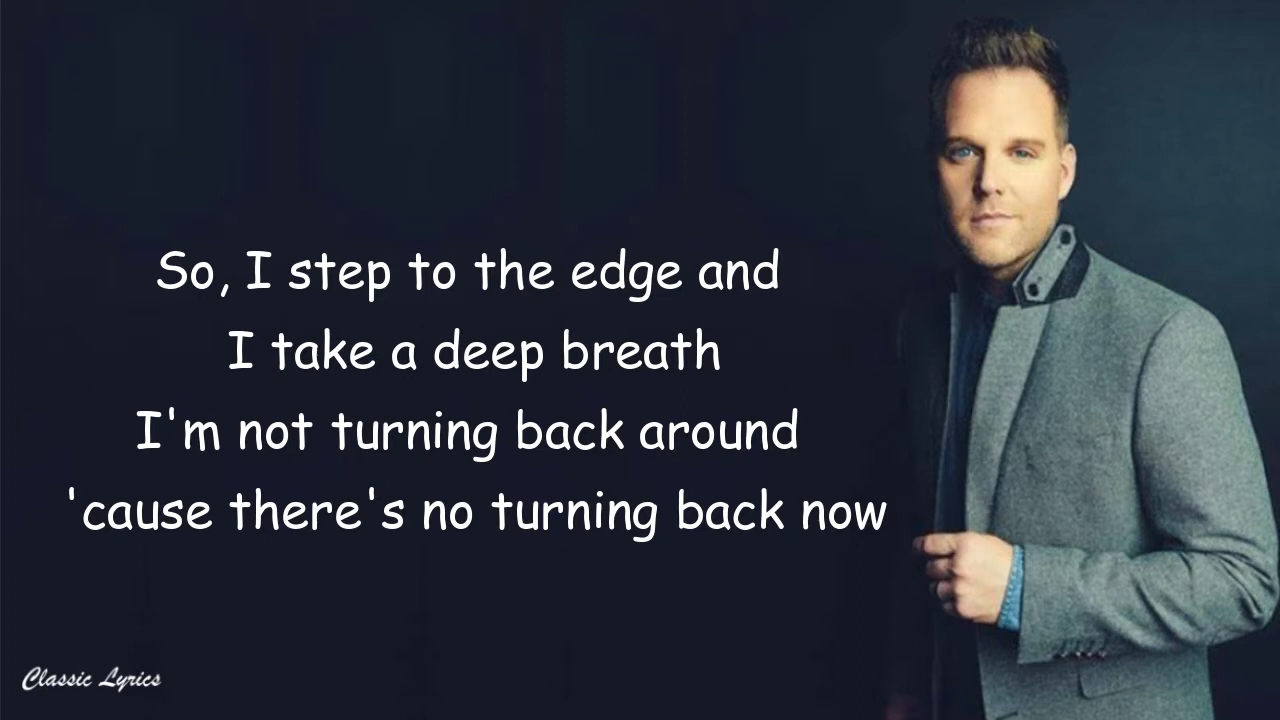 So, I step to the edge and
I take a deep breath
I'm not turning back around
'cause there's no turning back now
Classic Lyrics